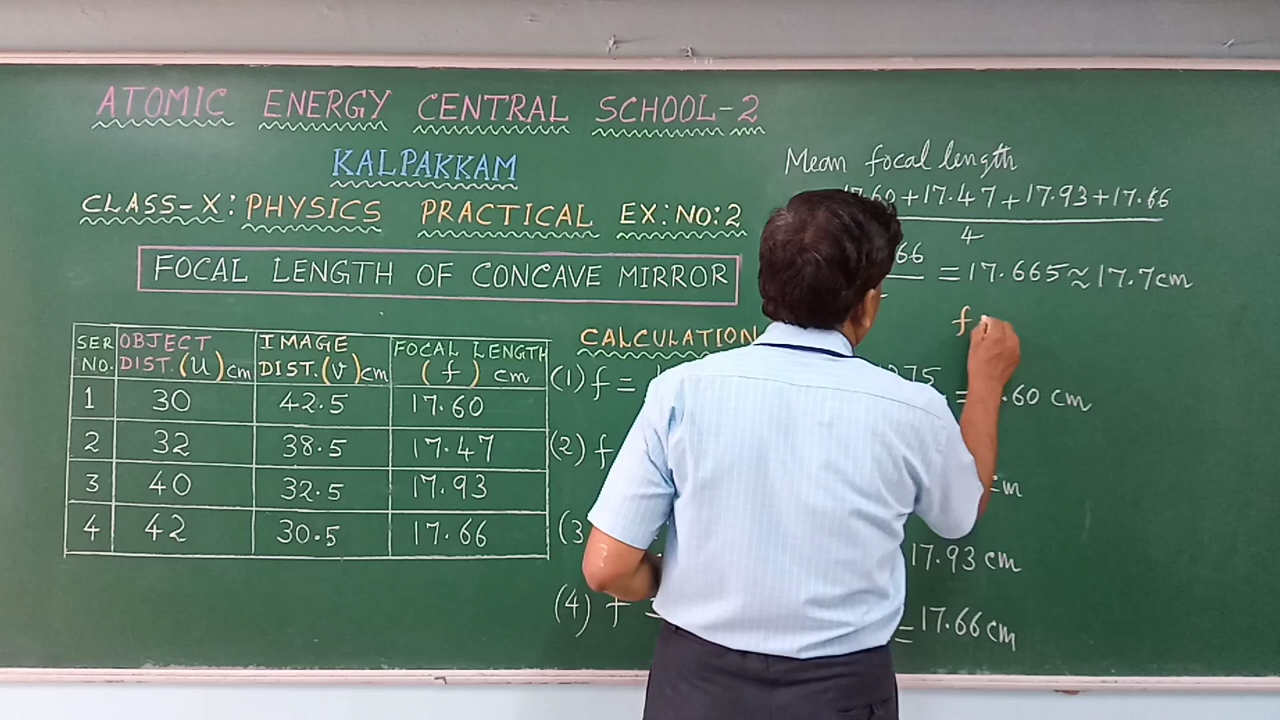 ATOMIC ENERGY CENTRAL SCHOOL-2
KALPAKKAM
CLASS-X: PHYSICS PRACTICAL EX:NO:2
FOCAL LENGTH OF CONCAVE MIRROR
SER NO. OBJECT DIST. (u) cm IMAGE DIST. (v) cm FOCAL LENGTH (f) cm
1 30 42.5 17.60
2 32 38.5 17.47
3 40 32.5 17.93
4 42 30.5 17.66
Mean focal length
17.60+17.47+17.93+17.66
4
66 = 17.665 ≈ 17.7cm
f
CALCULATION
(1) f = 275 = .60 cm
(2) f cm
(3 17.93 cm
(4) f = = 17.66 cm